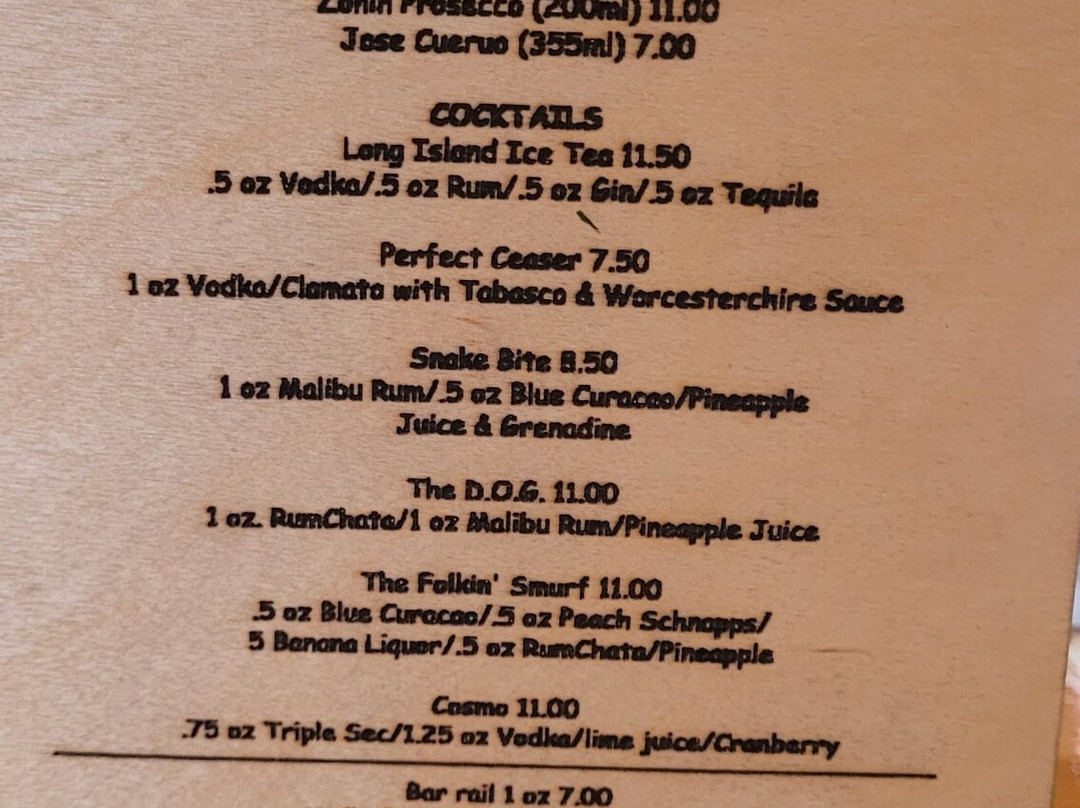 Zonin Prosecco (200ml) 11.00
Jose Cueruo (355ml) 7.00
COCKTAILS
Long Island Ice Tea 11.50
.5 oz Vodka/.5 oz Rum/.5 oz Gin/.5 oz Tequila
Perfect Ceaser 7.50
1 oz Vodka/Clamato with Tabasco & Worcesterchire Sauce
Snake Bite 8.50
1 oz Malibu Rum/.5 oz Blue Curacao/Pineapple
Juice & Grenadine
The D.O.G. 11.00
1 oz. RumChata/1 oz Malibu Rum/Pineapple Juice
The Folkin' Smurf 11.00
.5 oz Blue Curacao/.5 oz Peach Schnapps/
5 Banana Liquor/.5 oz RumChata/Pineapple
Cosmo 11.00
.75 oz Triple Sec/1.25 oz Vodka/lime juice/Cranberry
Bar rail 1 oz 7.00